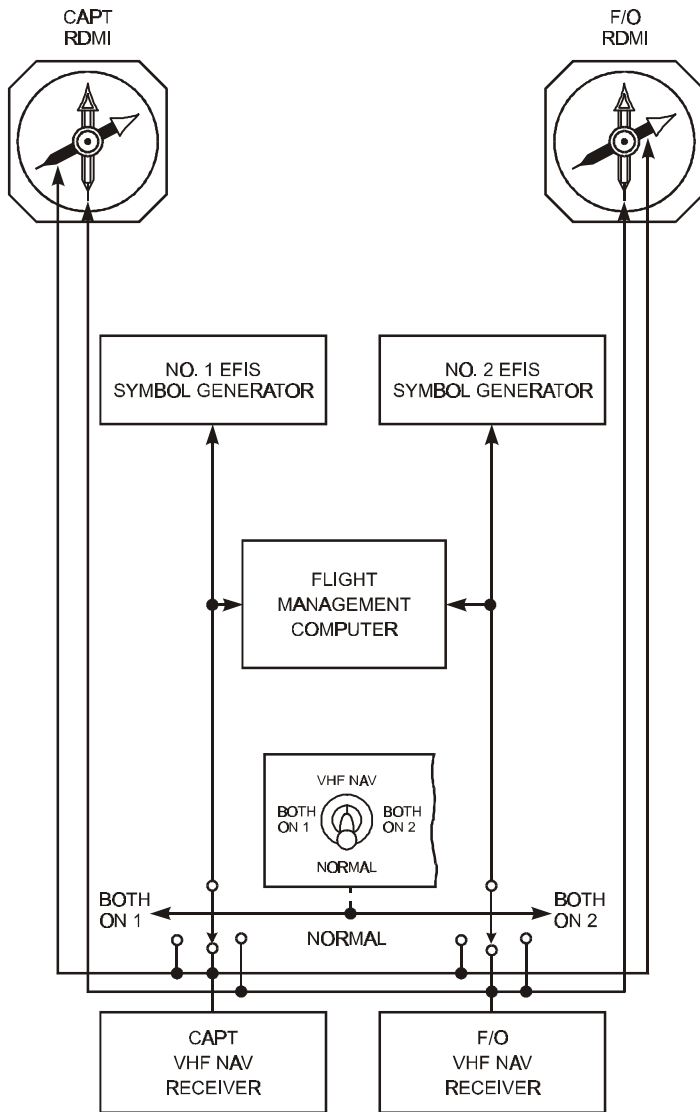 CAPT
RDMI
F/O
RDMI
NO. 1 EFIS
SYMBOL GENERATOR
NO. 2 EFIS
SYMBOL GENERATOR
FLIGHT
MANAGEMENT
COMPUTER
VHF NAV
BOTH
ON 1
BOTH
ON 2
NORMAL
BOTH
ON 1
NORMAL
BOTH
ON 2
CAPT
VHF NAV
RECEIVER
F/O
VHF NAV
RECEIVER